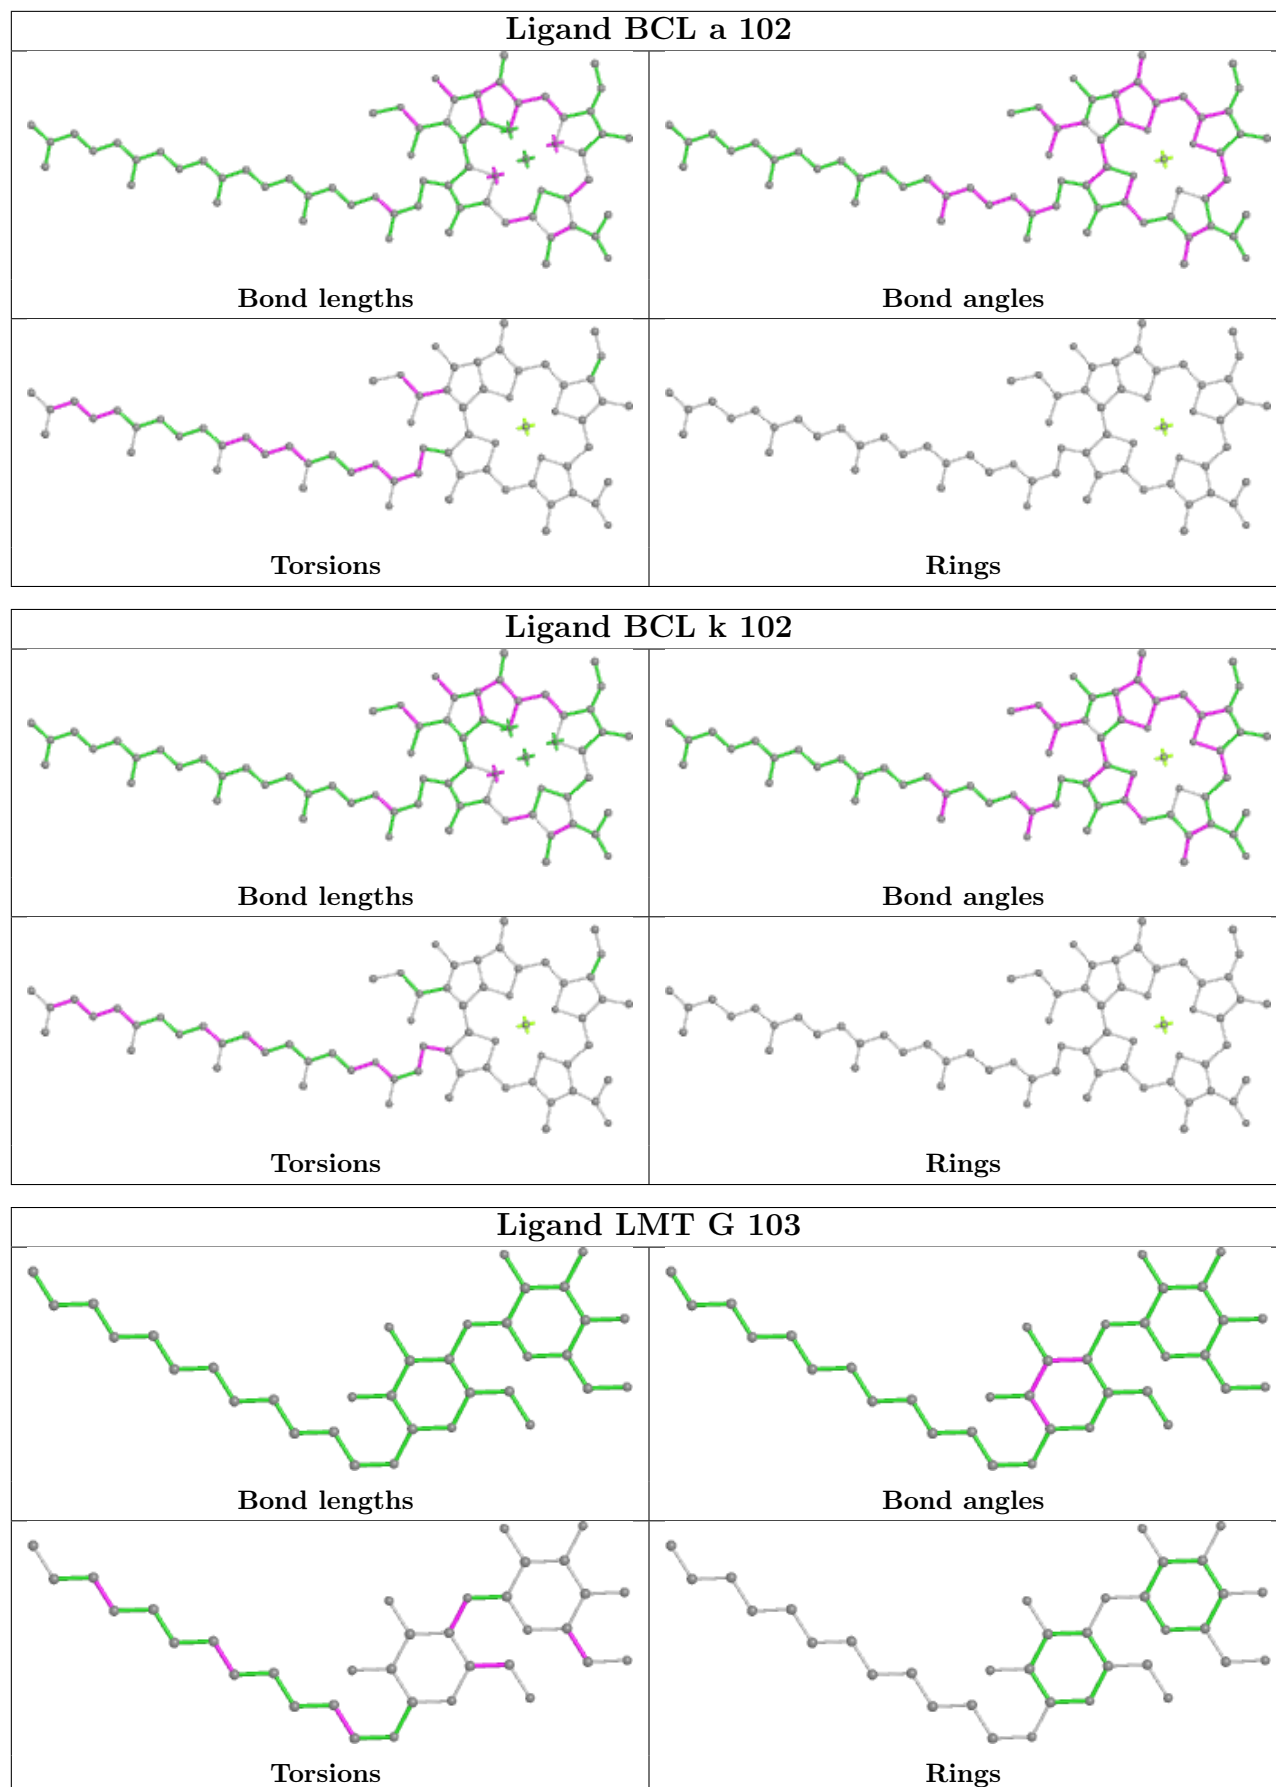 Ligand BCL a 102
Bond lengths
Bond angles
Torsions
Rings
Ligand BCL k 102
Bond lengths
Bond angles
Torsions
Rings
Ligand LMT G 103
Bond lengths
Bond angles
Torsions
Rings